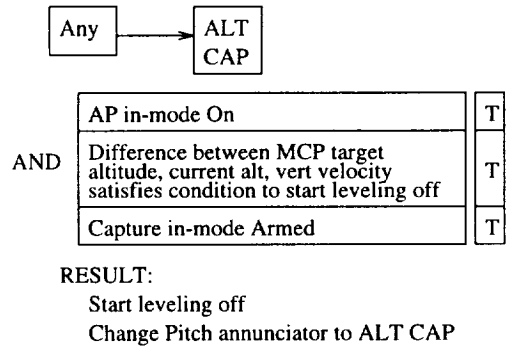 Any
ALT
CAP
AP in-mode On T
AND
Difference between MCP target
altitude, current alt, vert velocity
satisfies condition to start leveling off
T
Capture in-mode Armed T
RESULT:
Start leveling off
Change Pitch annunciator to ALT CAP